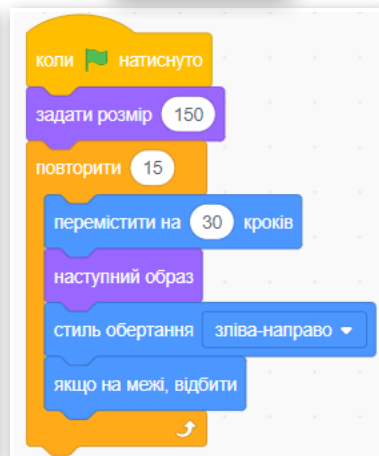 коли натиснуто
задати розмір 150
повторити 15
перемістити на 30 кроків
наступний образ
стиль обертання зліва-направо
якщо на межі, відбити